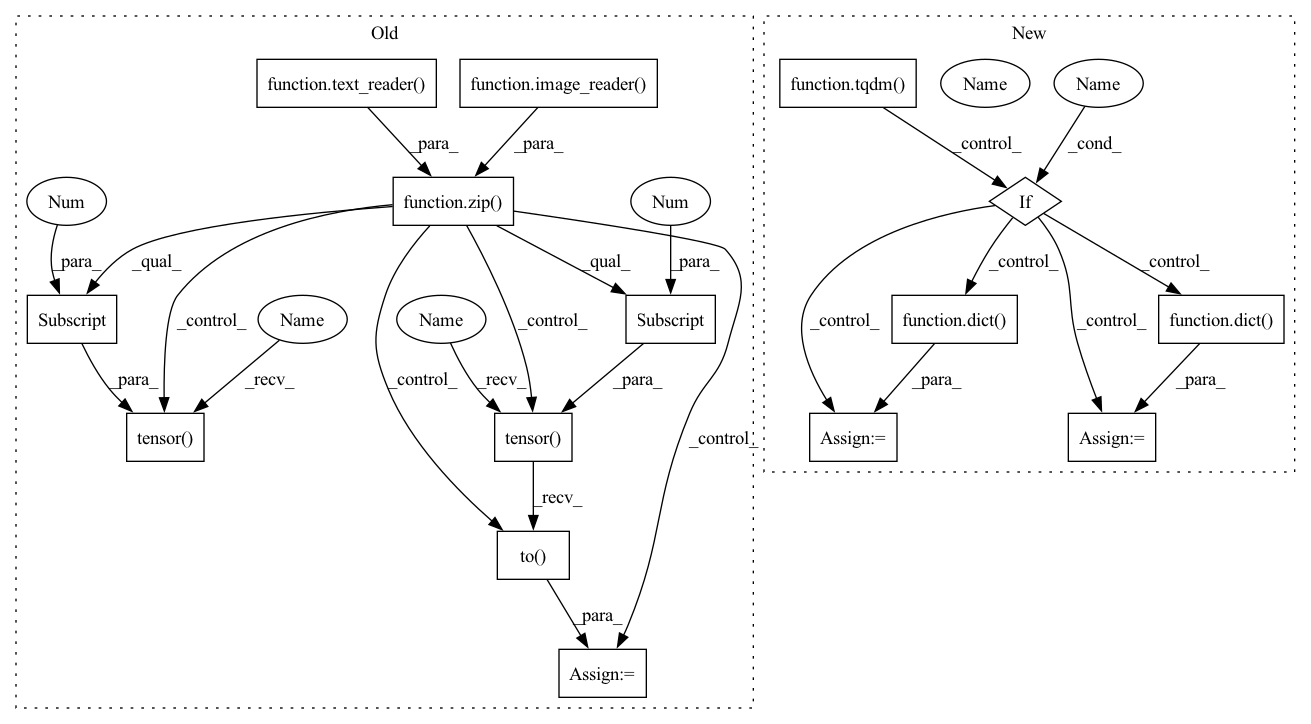 Old
New
function.text_reader()
function.image_reader()
function.tqdm()
Name
Name
_para_
_para_
_control_
_cond_
Num
function.zip()
Num
If
_para_
_qual_
_qual_
_para_
_control_
_control_
Subscript
_control_
Name
Name
_control_
Subscript
_control_
function.dict()
_control_
function.dict()
_para_
_recv_
_control_
_recv_
_para_
_para_
_para_
tensor()
tensor()
_control_
Assign:=
Assign:=
_recv_
to()
_para_
Assign:=